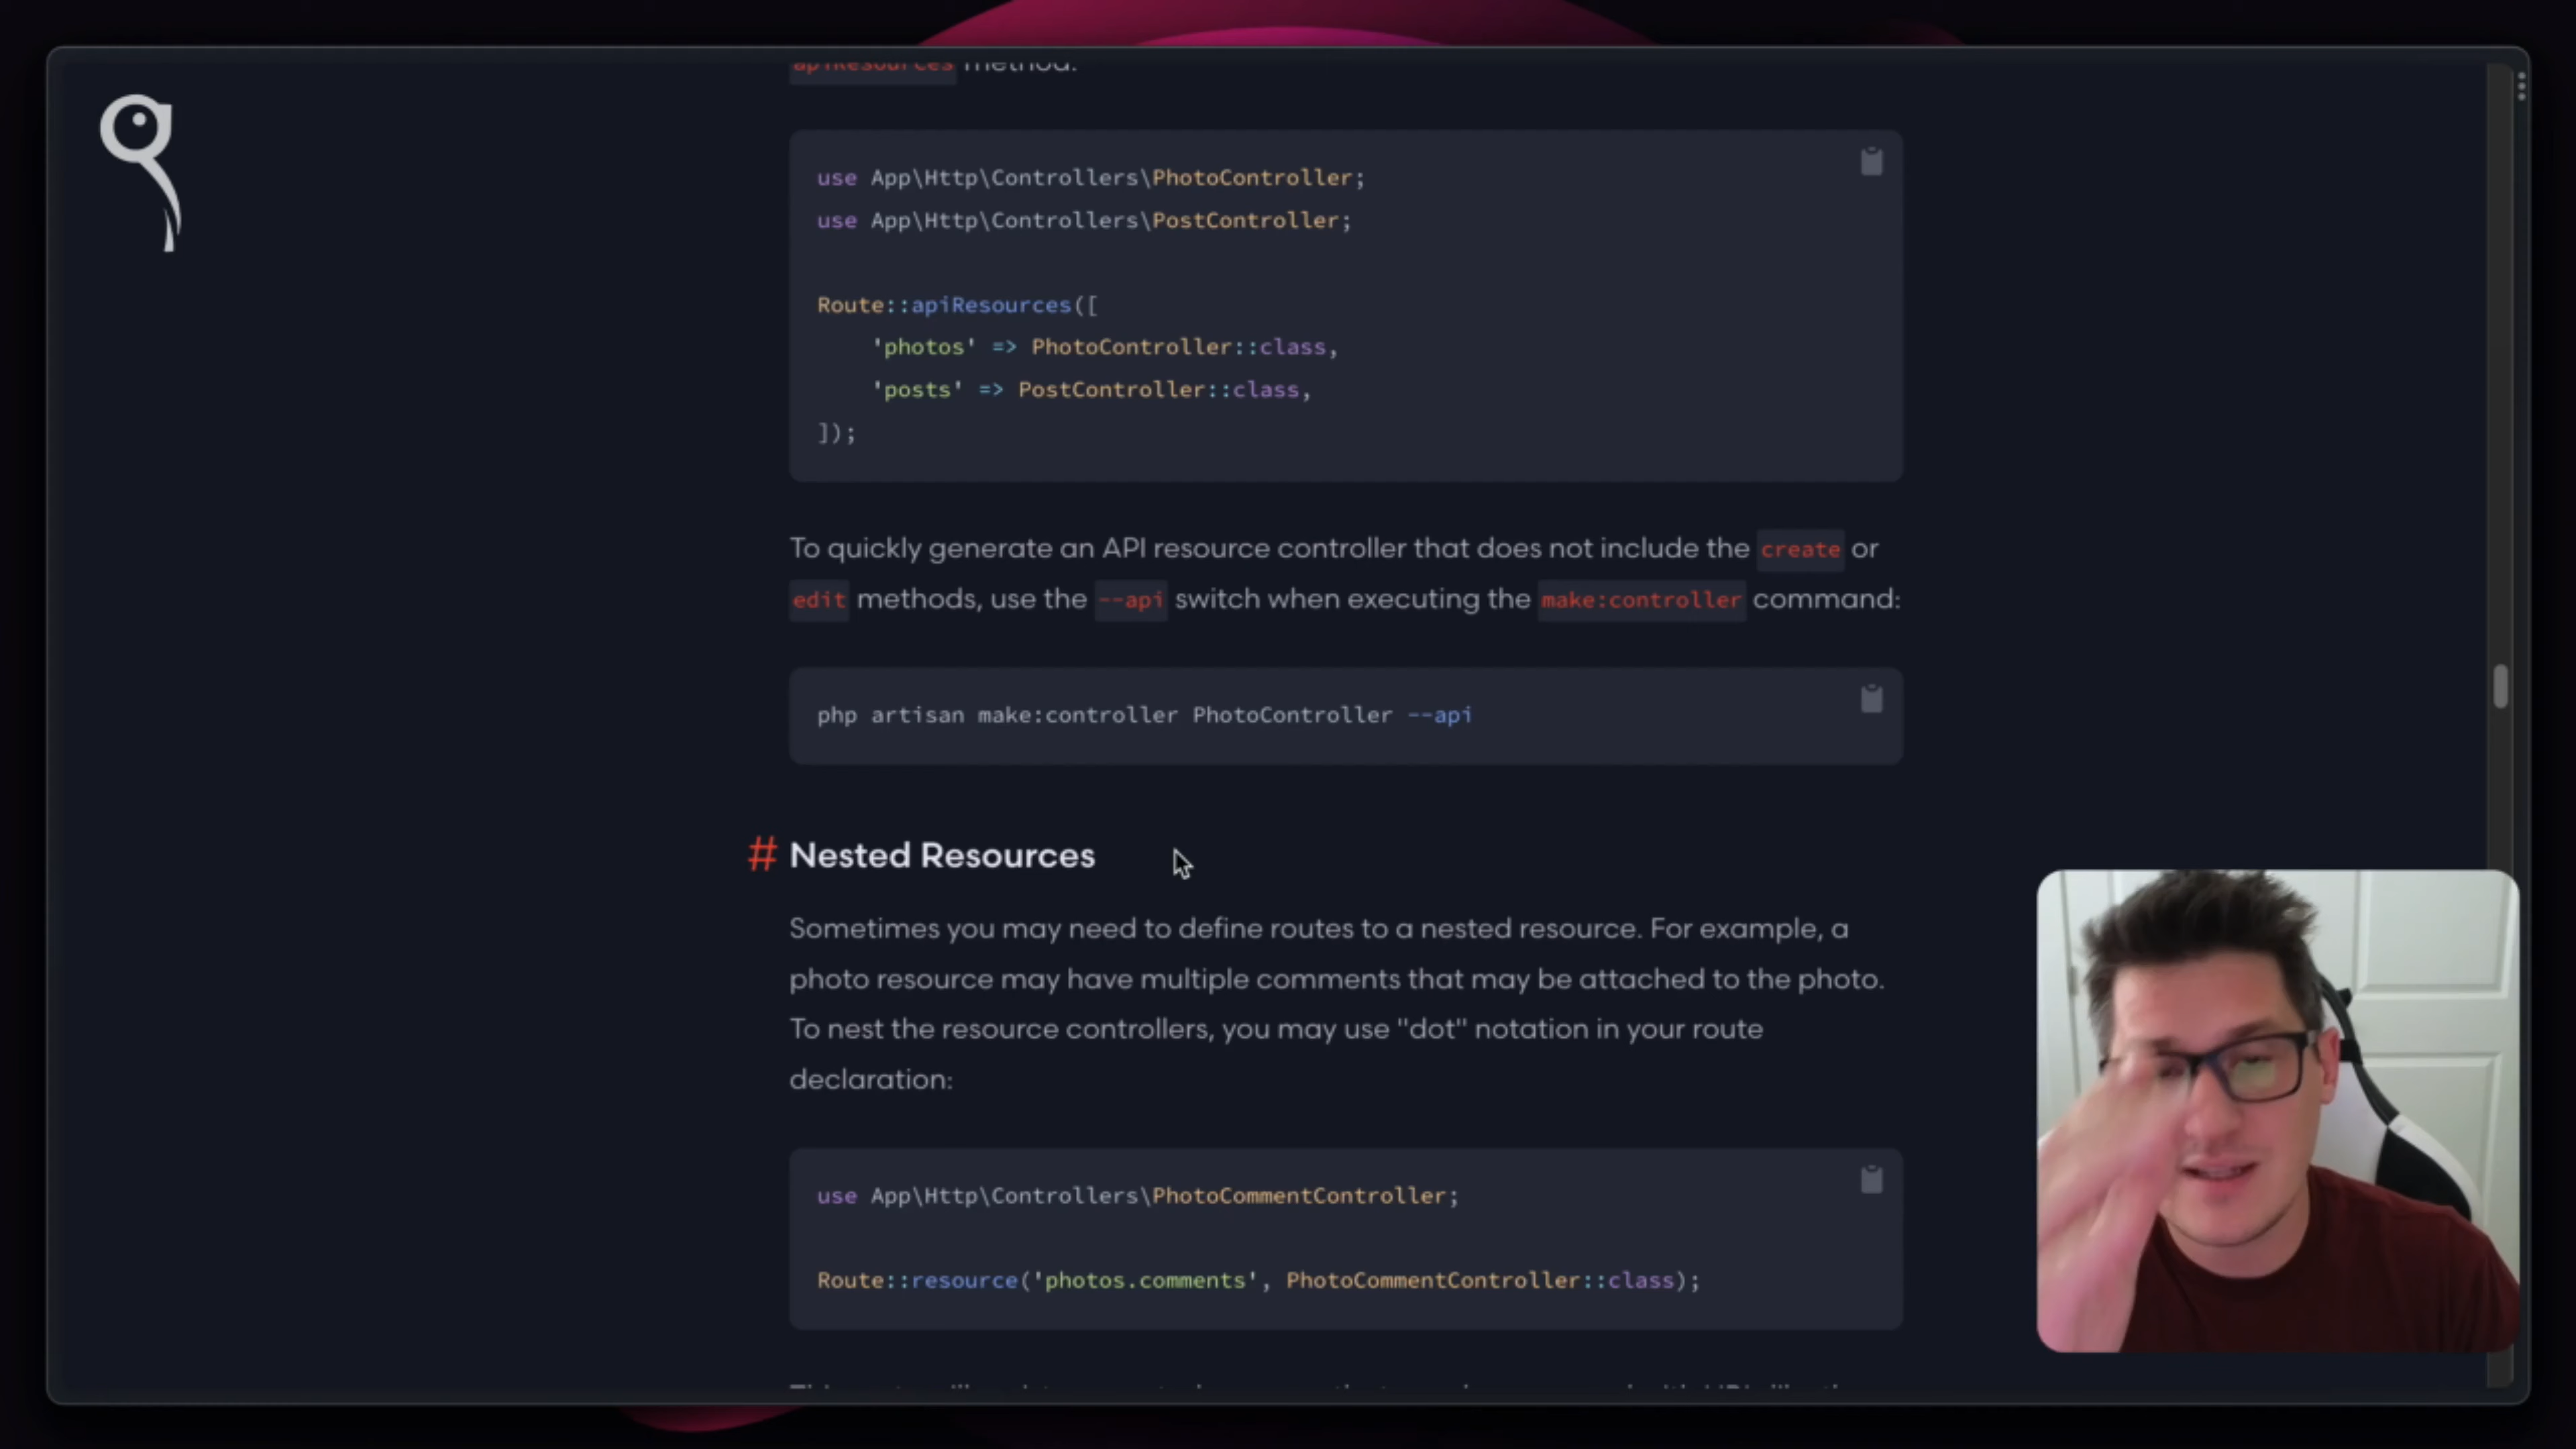 apiResources method:
use App\Http\Controllers\PhotoController;
use App\Http\Controllers\PostController;
Route::apiResources([
'photos' => PhotoController::class,
'posts' => PostController::class,
]);
To quickly generate an API resource controller that does not include the create or
edit methods, use the --api switch when executing the make:controller command:
php artisan make:controller PhotoController --api
# Nested Resources
Sometimes you may need to define routes to a nested resource. For example, a
photo resource may have multiple comments that may be attached to the photo.
To nest the resource controllers, you may use "dot" notation in your route
declaration:
use App\Http\Controllers\PhotoCommentController;
Route::resource('photos.comments', PhotoCommentController::class);